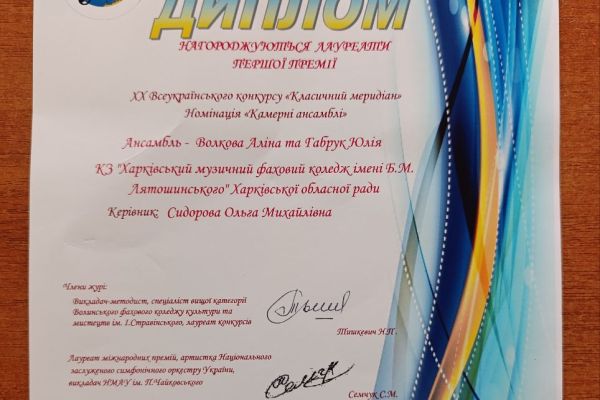 ДИПЛОМ
НАГОРОДЖУЮТЬСЯ ЛАУРЕАТИ
ПЕРШОЇ ПРЕМІЇ
XX Всеукраїнського конкурсу «Класичний меридіан»
Номінація «Камерні ансамблі»
Ансамбль - Волкова Аліна та Габрук Юлія
КЗ "Харківський музичний фаховий коледж імені Б.М.
Лятошинського" Харківської обласної ради
Керівник: Сидорова Ольга Михайлівна
Члени журі:
Викладач-методист, спеціаліст вищої категорії
Волинського фахового коледжу культури та
мистецтв ім. І.Стравінського, лауреат конкурсів
Тишкевич Н.П.
Лауреат міжнародних премій, артистка Національного
заслуженого симфонічного оркестру України,
викладач НМАУ ім. П.Чайковського
Семчук С.М.